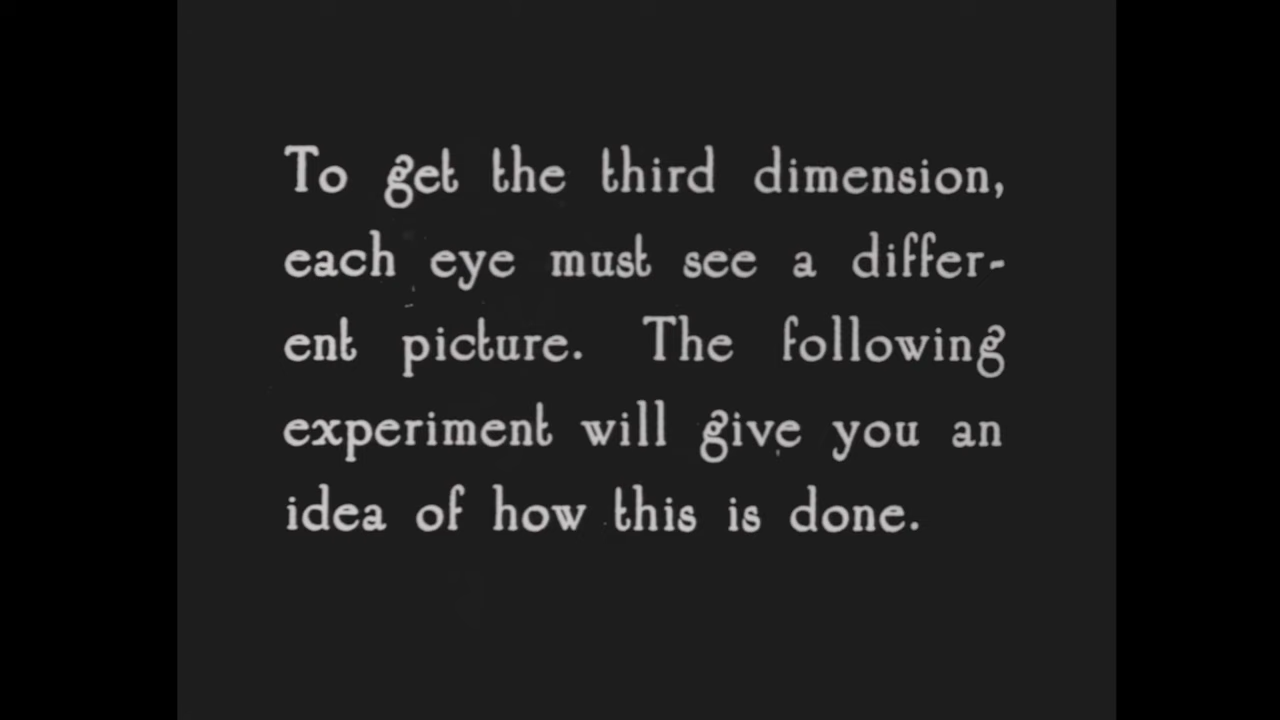 To get the third dimension,
each eye must see a differ-
ent picture. The following
experiment will give you an
idea of how this is done.